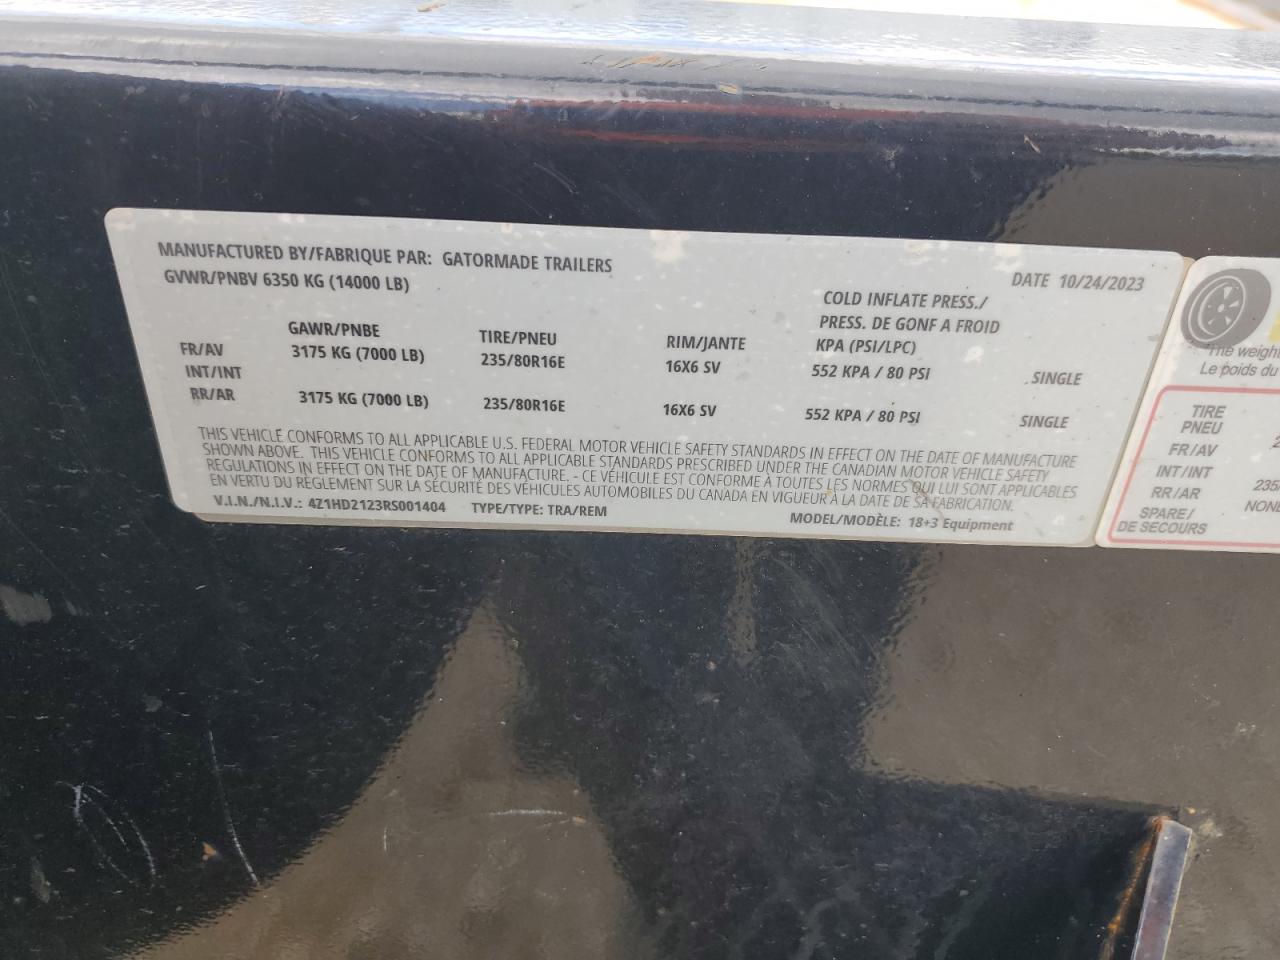 MANUFACTURED BY/FABRIQUE PAR: GATORMADE TRAILERS
GVWR/PNBV 6350 KG (14000 LB)
DATE 10/24/2023
GAWR/PNBE TIRE/PNEU RIM/JANTE COLD INFLATE PRESS./
PRESS. DE GONF A FROID
KPA (PSI/LPC)
FR/AV 3175 KG (7000 LB) 235/80R16E 16X6 SV 552 KPA / 80 PSI SINGLE
INT/INT
RR/AR 3175 KG (7000 LB) 235/80R16E 16X6 SV 552 KPA / 80 PSI SINGLE
THIS VEHICLE CONFORMS TO ALL APPLICABLE U.S. FEDERAL MOTOR VEHICLE SAFETY STANDARDS IN EFFECT ON THE DATE OF MANUFACTURE
SHOWN ABOVE. THIS VEHICLE CONFORMS TO ALL APPLICABLE STANDARDS PRESCRIBED UNDER THE CANADIAN MOTOR VEHICLE SAFETY
REGULATIONS IN EFFECT ON THE DATE OF MANUFACTURE. - CE VÉHICULE EST CONFORME À TOUTES LES NORMES QUI LUI SONT APPLICABLES
EN VERTU DU RÈGLEMENT SUR LA SÉCURITÉ DES VÉHICULES AUTOMOBILES DU CANADA EN VIGUEUR À LA DATE DE SA FABRICATION.
V.I.N./N.I.V.: 4Z1HD2123RS001404 TYPE/TYPE: TRA/REM MODEL/MODÈLE: 18+3 Equipment
The weight
Le poids du
TIRE
PNEU
FR/AV 2
INT/INT
RR/AR 235/
SPARE/
DE SECOURS NONE